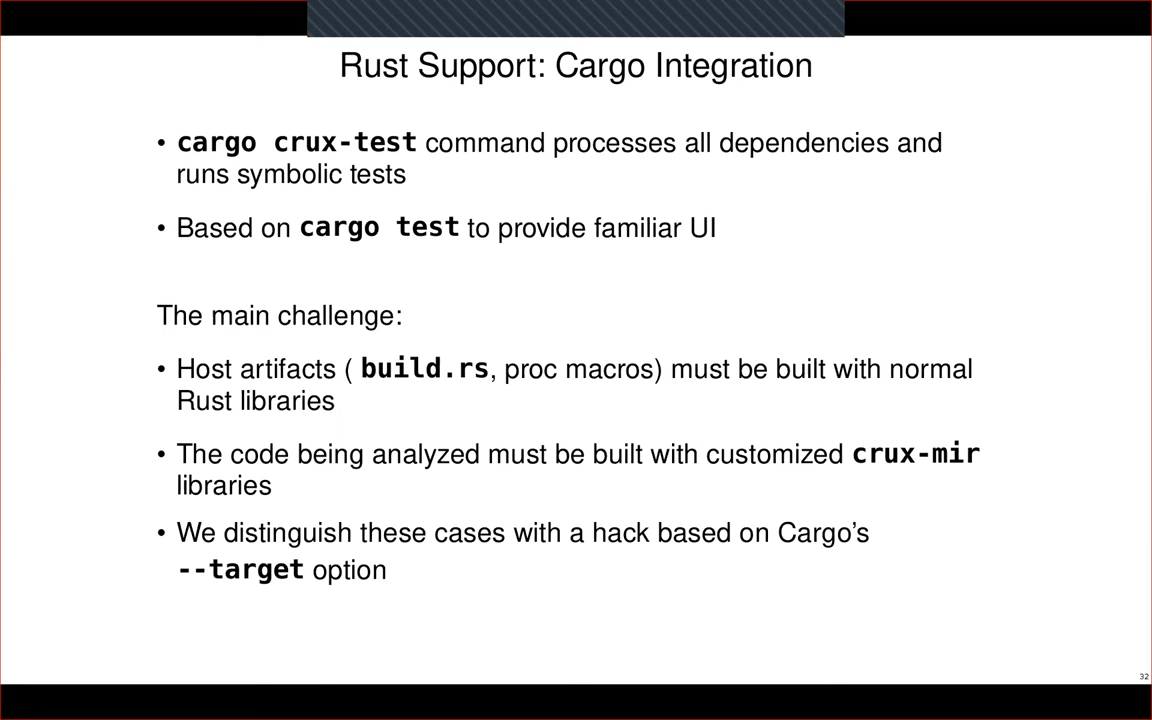 Rust Support: Cargo Integration
• cargo crux-test command processes all dependencies and
runs symbolic tests
• Based on cargo test to provide familiar UI
The main challenge:
• Host artifacts ( build.rs, proc macros) must be built with normal
Rust libraries
• The code being analyzed must be built with customized crux-mir
libraries
• We distinguish these cases with a hack based on Cargo’s
--target option
32